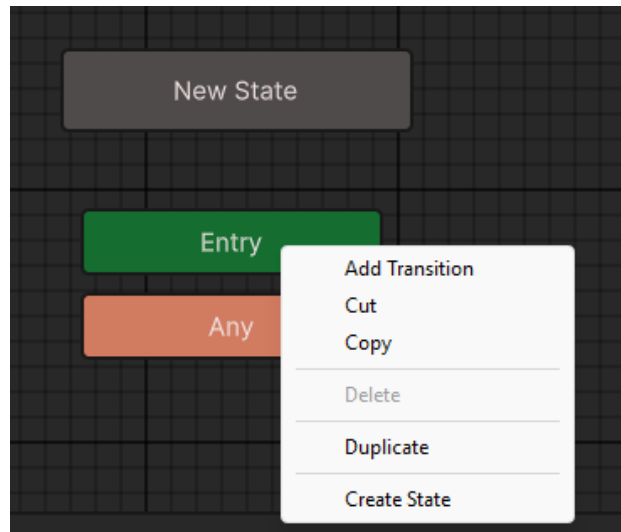 New State
Entry
Add Transition
Cut
Any
Copy
Delete
Duplicate
Create State